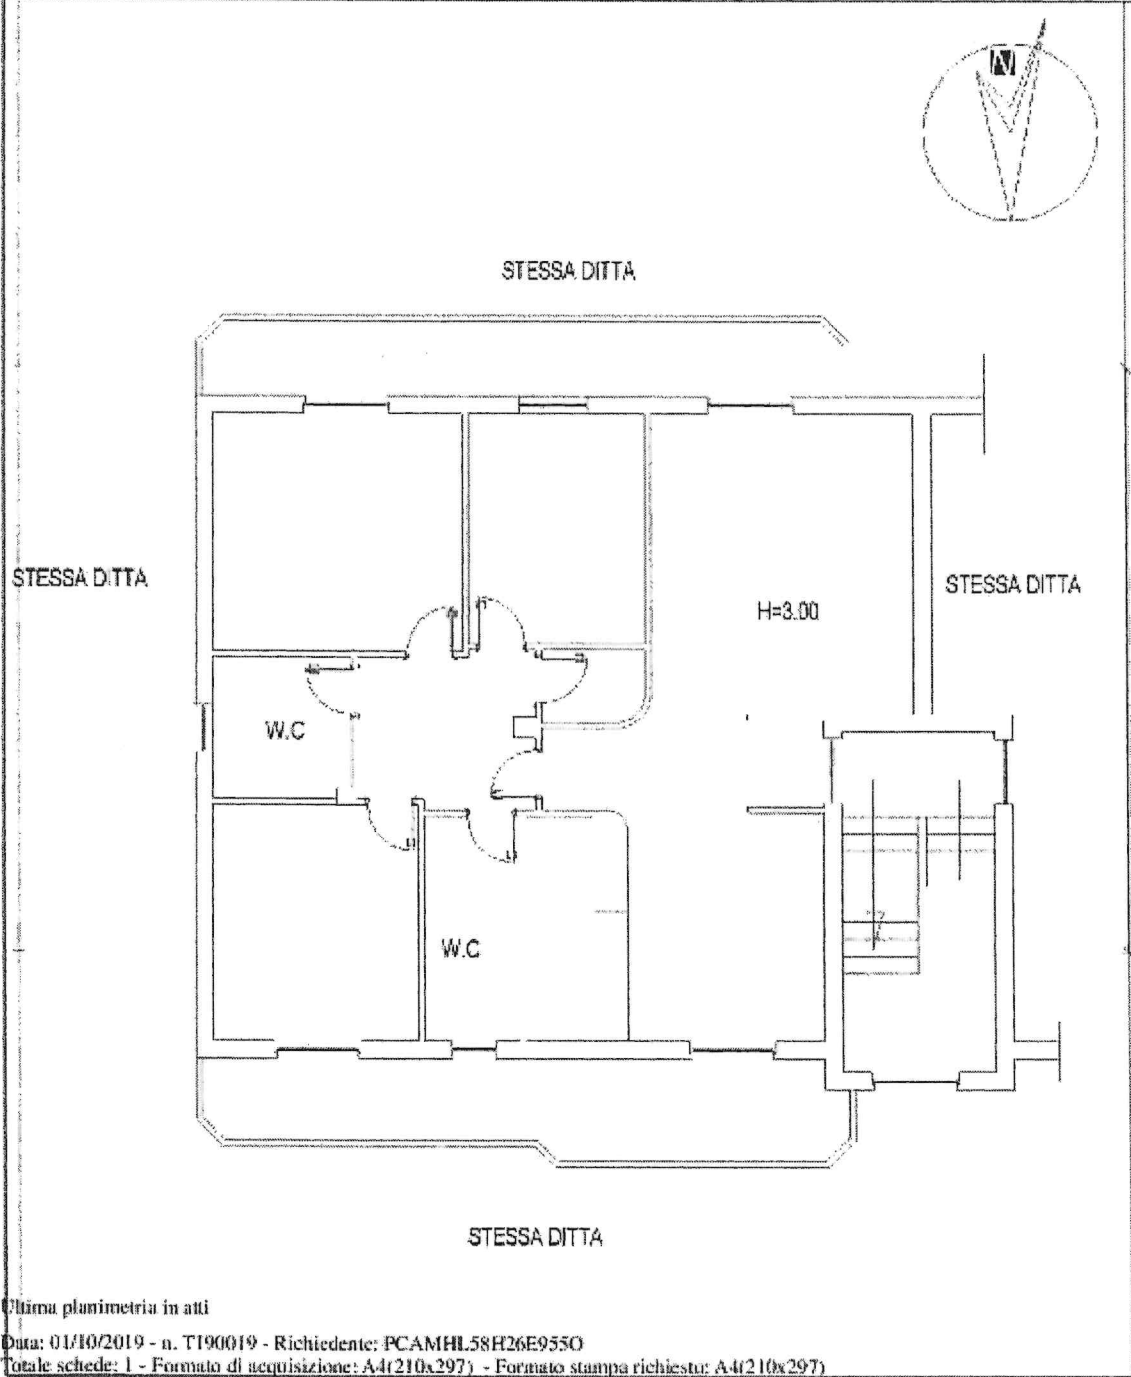 N
STESSA DITTA
STESSA DITTA
STESSA DITTA
H=3.00
W.C
W.C
STESSA DITTA
Ultima planimetria in atti
Data: 01/10/2019 - n. T190019 - Richiedente: PCAMHL58H26E955O
Totale schede: 1 - Formato di acquisizione: A4(210x297) - Formato stampa richiesto: A4(210x297)